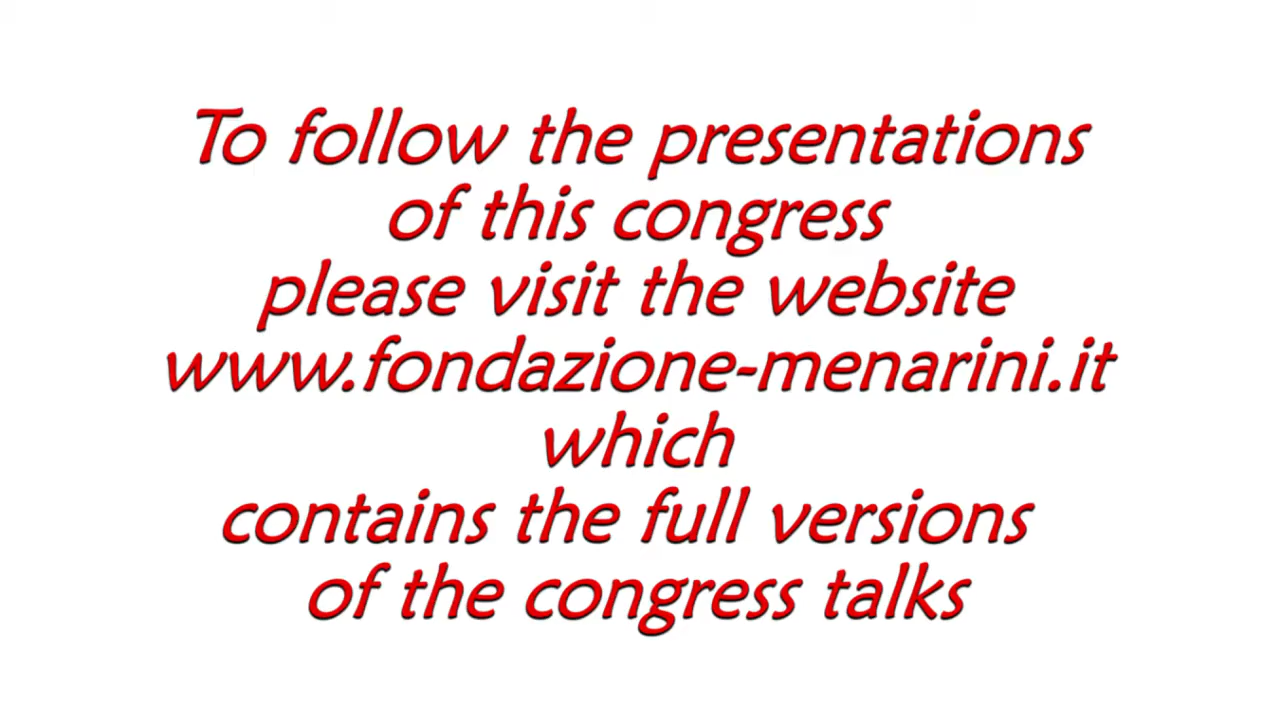 To follow the presentations
of this congress
please visit the website
www.fondazione-menarini.it
which
contains the full versions
of the congress talks